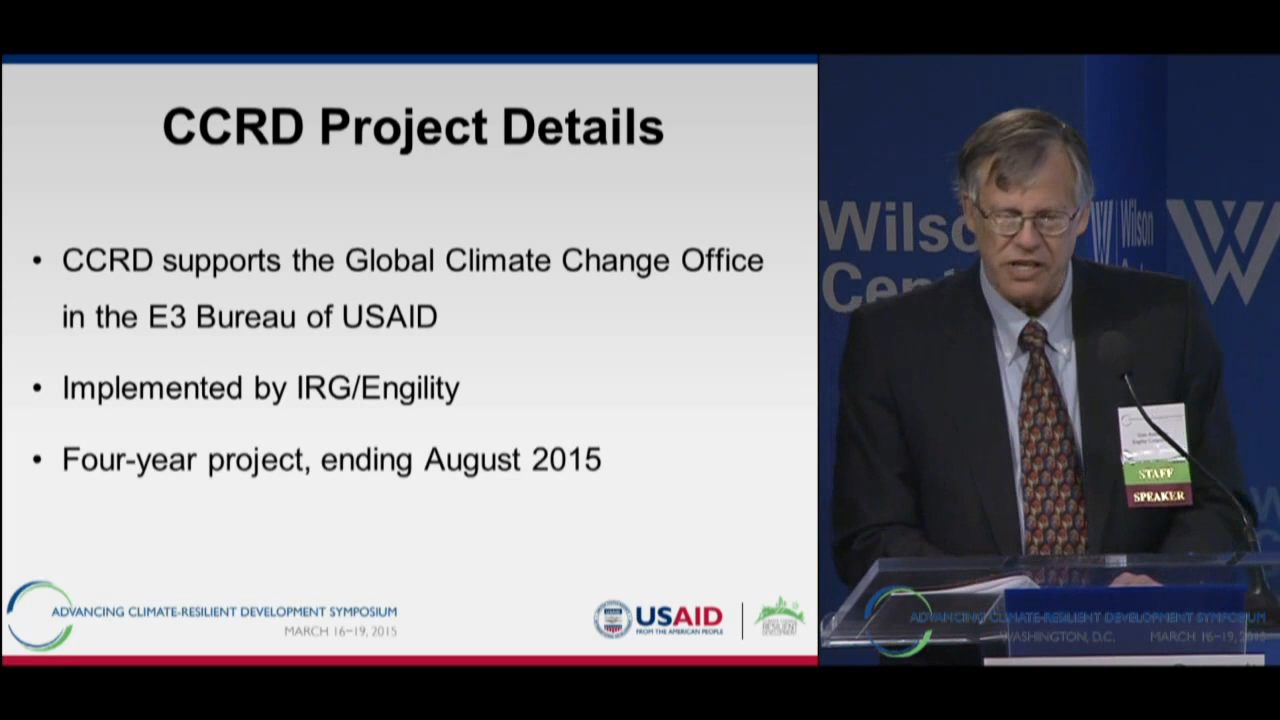 CCRD Project Details
• CCRD supports the Global Climate Change Office
in the E3 Bureau of USAID
• Implemented by IRG/Engility
• Four-year project, ending August 2015
ADVANCING CLIMATE-RESILIENT DEVELOPMENT SYMPOSIUM
MARCH 16–19, 2015
USAID
FROM THE AMERICAN PEOPLE
RESILIENT
DEVELOPMENT
Wilson
W
STAFF
SPEAKER
ADVANCING CLIMATE-RESILIENT DEVELOPMENT SYMPOSIUM
WASHINGTON, D.C. MARCH 16–19, 2015